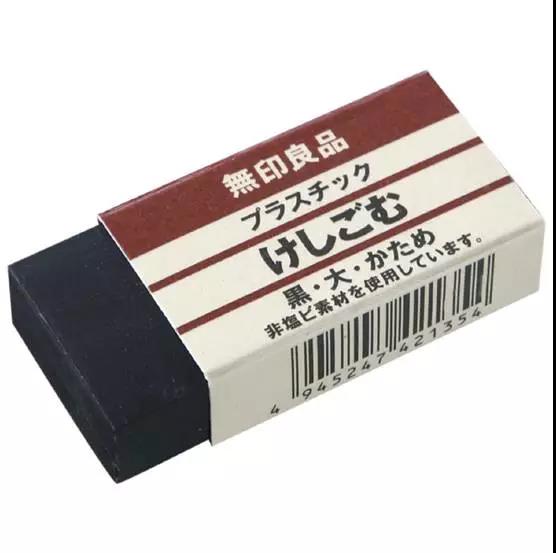 無印良品
プラスチック
けしごむ
黒・大・かため
非塩ビ素材を使用しています。
4 945247 421354